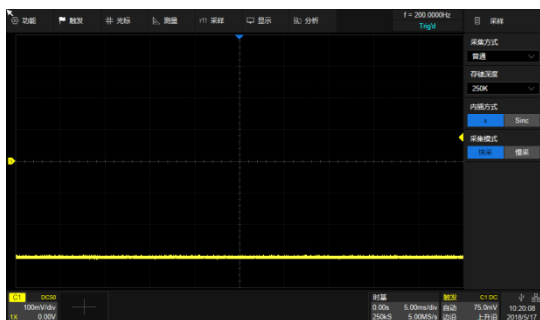 功能 触发 光标 测量 采样 显示 分析
f = 200.0000Hz
Trig'd
采样
采集方式
普通
存储深度
250K
内插方式
x Sinc
采集模式
快采 慢采
C1 DC50
100mV/div
1X 0.00V
时基
0.00s 5.00ms/div
250kS 5.00MS/s
触发 C1 DC
自动 75.0mV
边沿 上升沿
10:20:08
2018/5/17